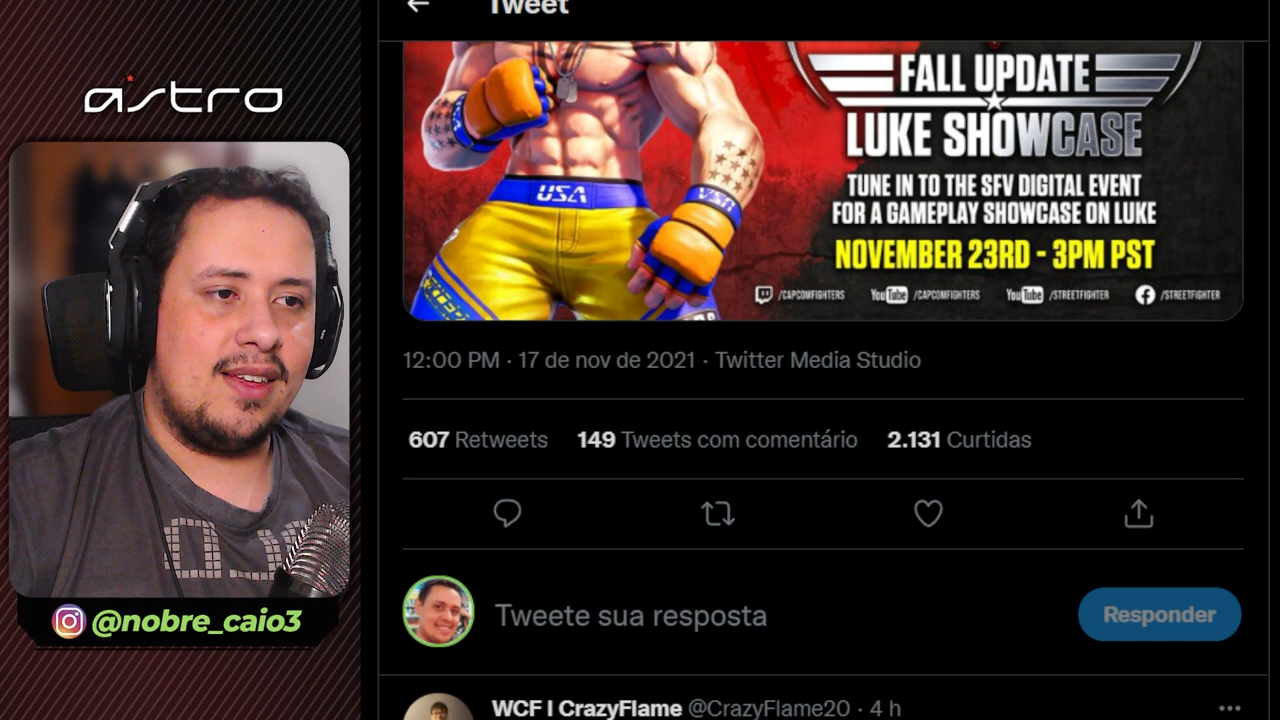 Tweet
astro
FALL UPDATE
LUKE SHOWCASE
TUNE IN TO THE SFV DIGITAL EVENT
FOR A GAMEPLAY SHOWCASE ON LUKE
NOVEMBER 23RD - 3PM PST
/CAPCOMFIGHTERS YouTube /CAPCOMFIGHTERS YouTube /STREETFIGHTER /STREETFIGHTER
USA
12:00 PM · 17 de nov de 2021 · Twitter Media Studio
607 Retweets 149 Tweets com comentário 2.131 Curtidas
Tweete sua resposta
Responder
@nobre_caio3
WCF I CrazyFlame @CrazyFlame20 · 4 h